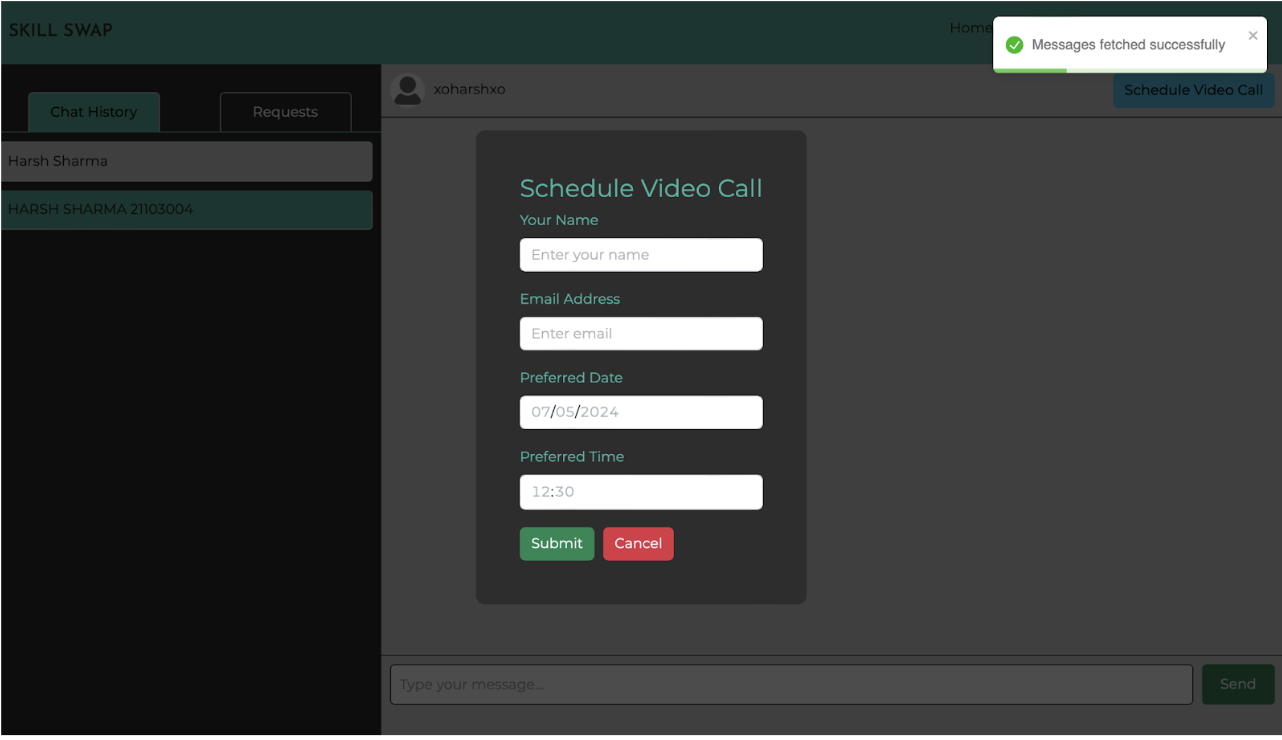 SKILL SWAP
Home
Messages fetched successfully
Chat History
Requests
Harsh Sharma
HARSH SHARMA 21103004
xoharshxo
Schedule Video Call
Schedule Video Call
Your Name
Enter your name
Email Address
Enter email
Preferred Date
07/05/2024
Preferred Time
12:30
Submit
Cancel
Type your message...
Send